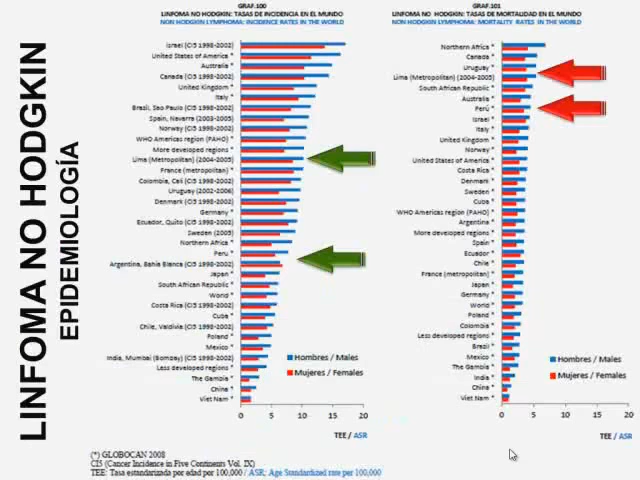 LINFOMA NO HODGKIN
EPIDEMIOLOGÍA
GRAF.100
LINFOMA NO HODGKIN: TASAS DE INCIDENCIA EN EL MUNDO
NON HODGKIN LYMPHOMA: INCIDENCE RATES IN THE WORLD
Israel (CI5 1998-2002)
United States of America *
Australia *
Canada (CI5 1998-2002)
United Kingdom *
Italy *
Brasil, Sao Paulo (CI5 1998-2002)
Spain, Navarra (2003-2005)
Norway (CI5 1998-2002)
WHO Americas region (PAHO) *
More developed regions *
Lima (Metropolitan) (2004-2005)
France (metropolitan) *
Colombia, Cali (CI5 1998-2002)
Uruguay (2002-2006)
Denmark (CI5 1998-2002)
Germany *
Ecuador, Quito (CI5 1998-2002)
Sweden (2005)
Northern Africa *
Peru *
Argentina, Bahia Blanca (CI5 1998-2002)
Japan *
South African Republic *
World *
Costa Rica (CI5 1998-2002)
Cuba *
Chile, Valdivia (CI5 1998-2002)
Poland *
Mexico *
India, Mumbai (Bombay) (CI5 1998-2002)
Less developed regions *
The Gambia *
China *
Viet Nam *
Hombres / Males
Mujeres / Females
0 5 10 15 20
TEE / ASR
GRAF.101
LINFOMA NO HODGKIN: TASAS DE MORTALIDAD EN EL MUNDO
NON HODGKIN LYMPHOMA: MORTALITY RATES IN THE WORLD
Northern Africa *
Canada *
Uruguay *
Lima (Metropolitan) (2004-2005)
South African Republic *
Australia *
Perú *
Israel *
Italy *
United Kingdom *
Norway *
United States of America *
Costa Rica *
Denmark *
Sweden *
Cuba *
WHO Americas region (PAHO) *
Argentina *
More developed regions *
Spain *
Ecuador *
Chile *
France (metropolitan) *
Japan *
Germany *
World *
Poland *
Colombia *
Less developed regions *
Brazil *
Mexico *
The Gambia *
India *
China *
Viet Nam *
Hombres / Males
Mujeres / Females
0 5 10 15 20
TEE / ASR
(*) GLOBOCAN 2008
CI5 (Cancer Incidence in Five Continents Vol. IX)
TEE: Tasa estandarizada por edad por 100,000 / ASR; Age Standardized rate per 100,000